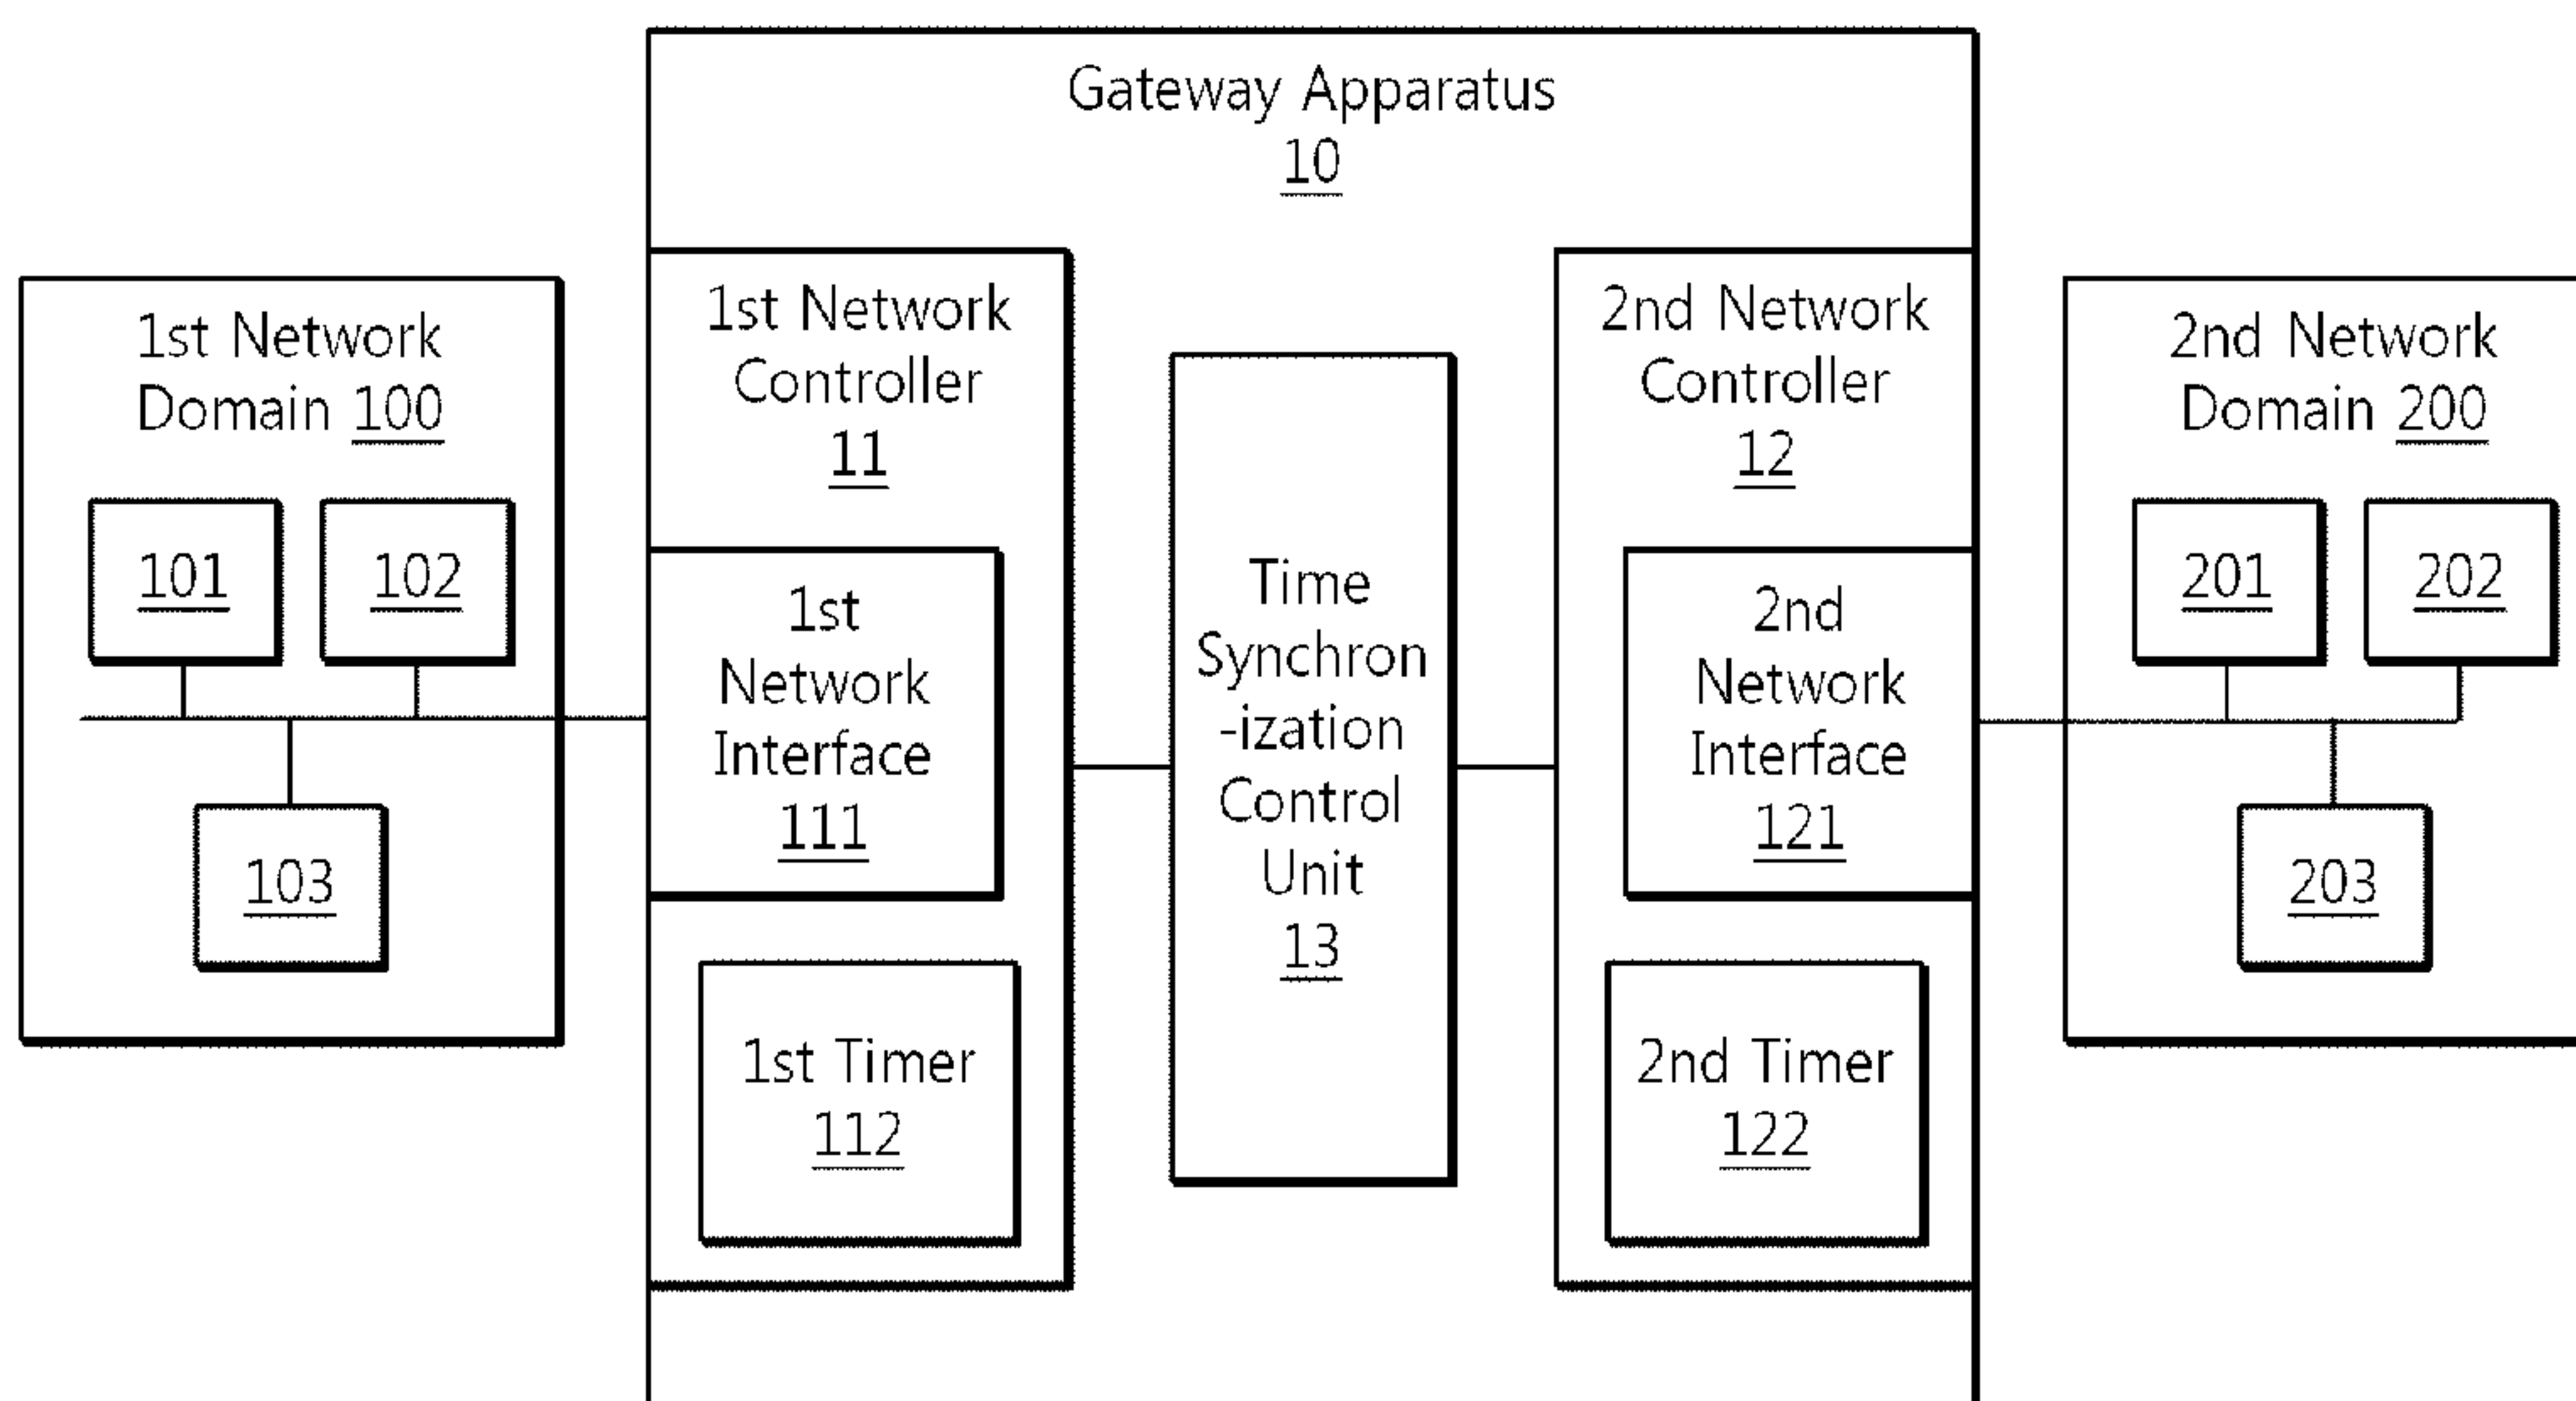 Gateway Apparatus
10
1st Network
Domain 100
101
102
103
1st Network
Controller
11
1st
Network
Interface
111
1st Timer
112
Time
Synchron
-ization
Control
Unit
13
2nd Network
Controller
12
2nd
Network
Interface
121
2nd Timer
122
2nd Network
Domain 200
201
202
203